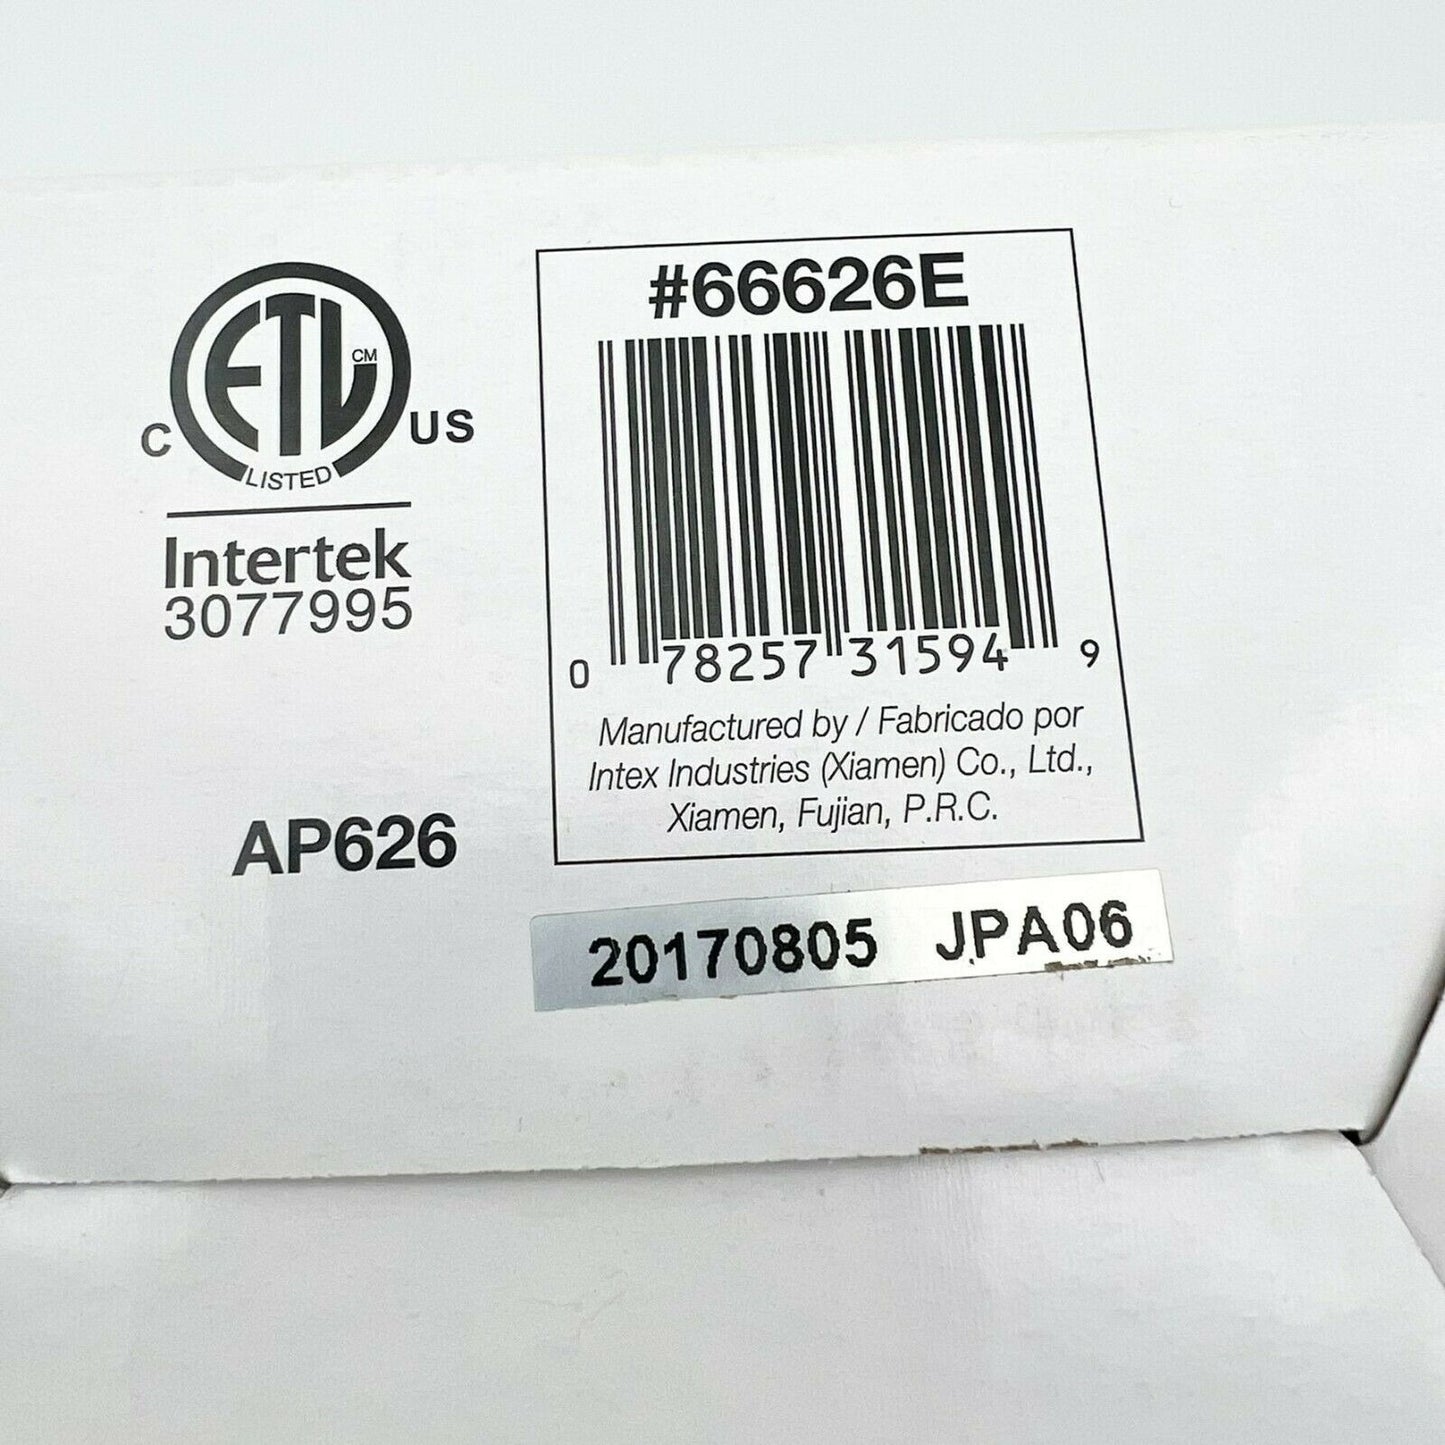 ETL
CM
C
US
LISTED
Intertek
3077995
AP626
#66626E
0 78257 31594 9
Manufactured by / Fabricado por
Intex Industries (Xiamen) Co., Ltd.,
Xiamen, Fujian, P.R.C.
20170805 JPA06